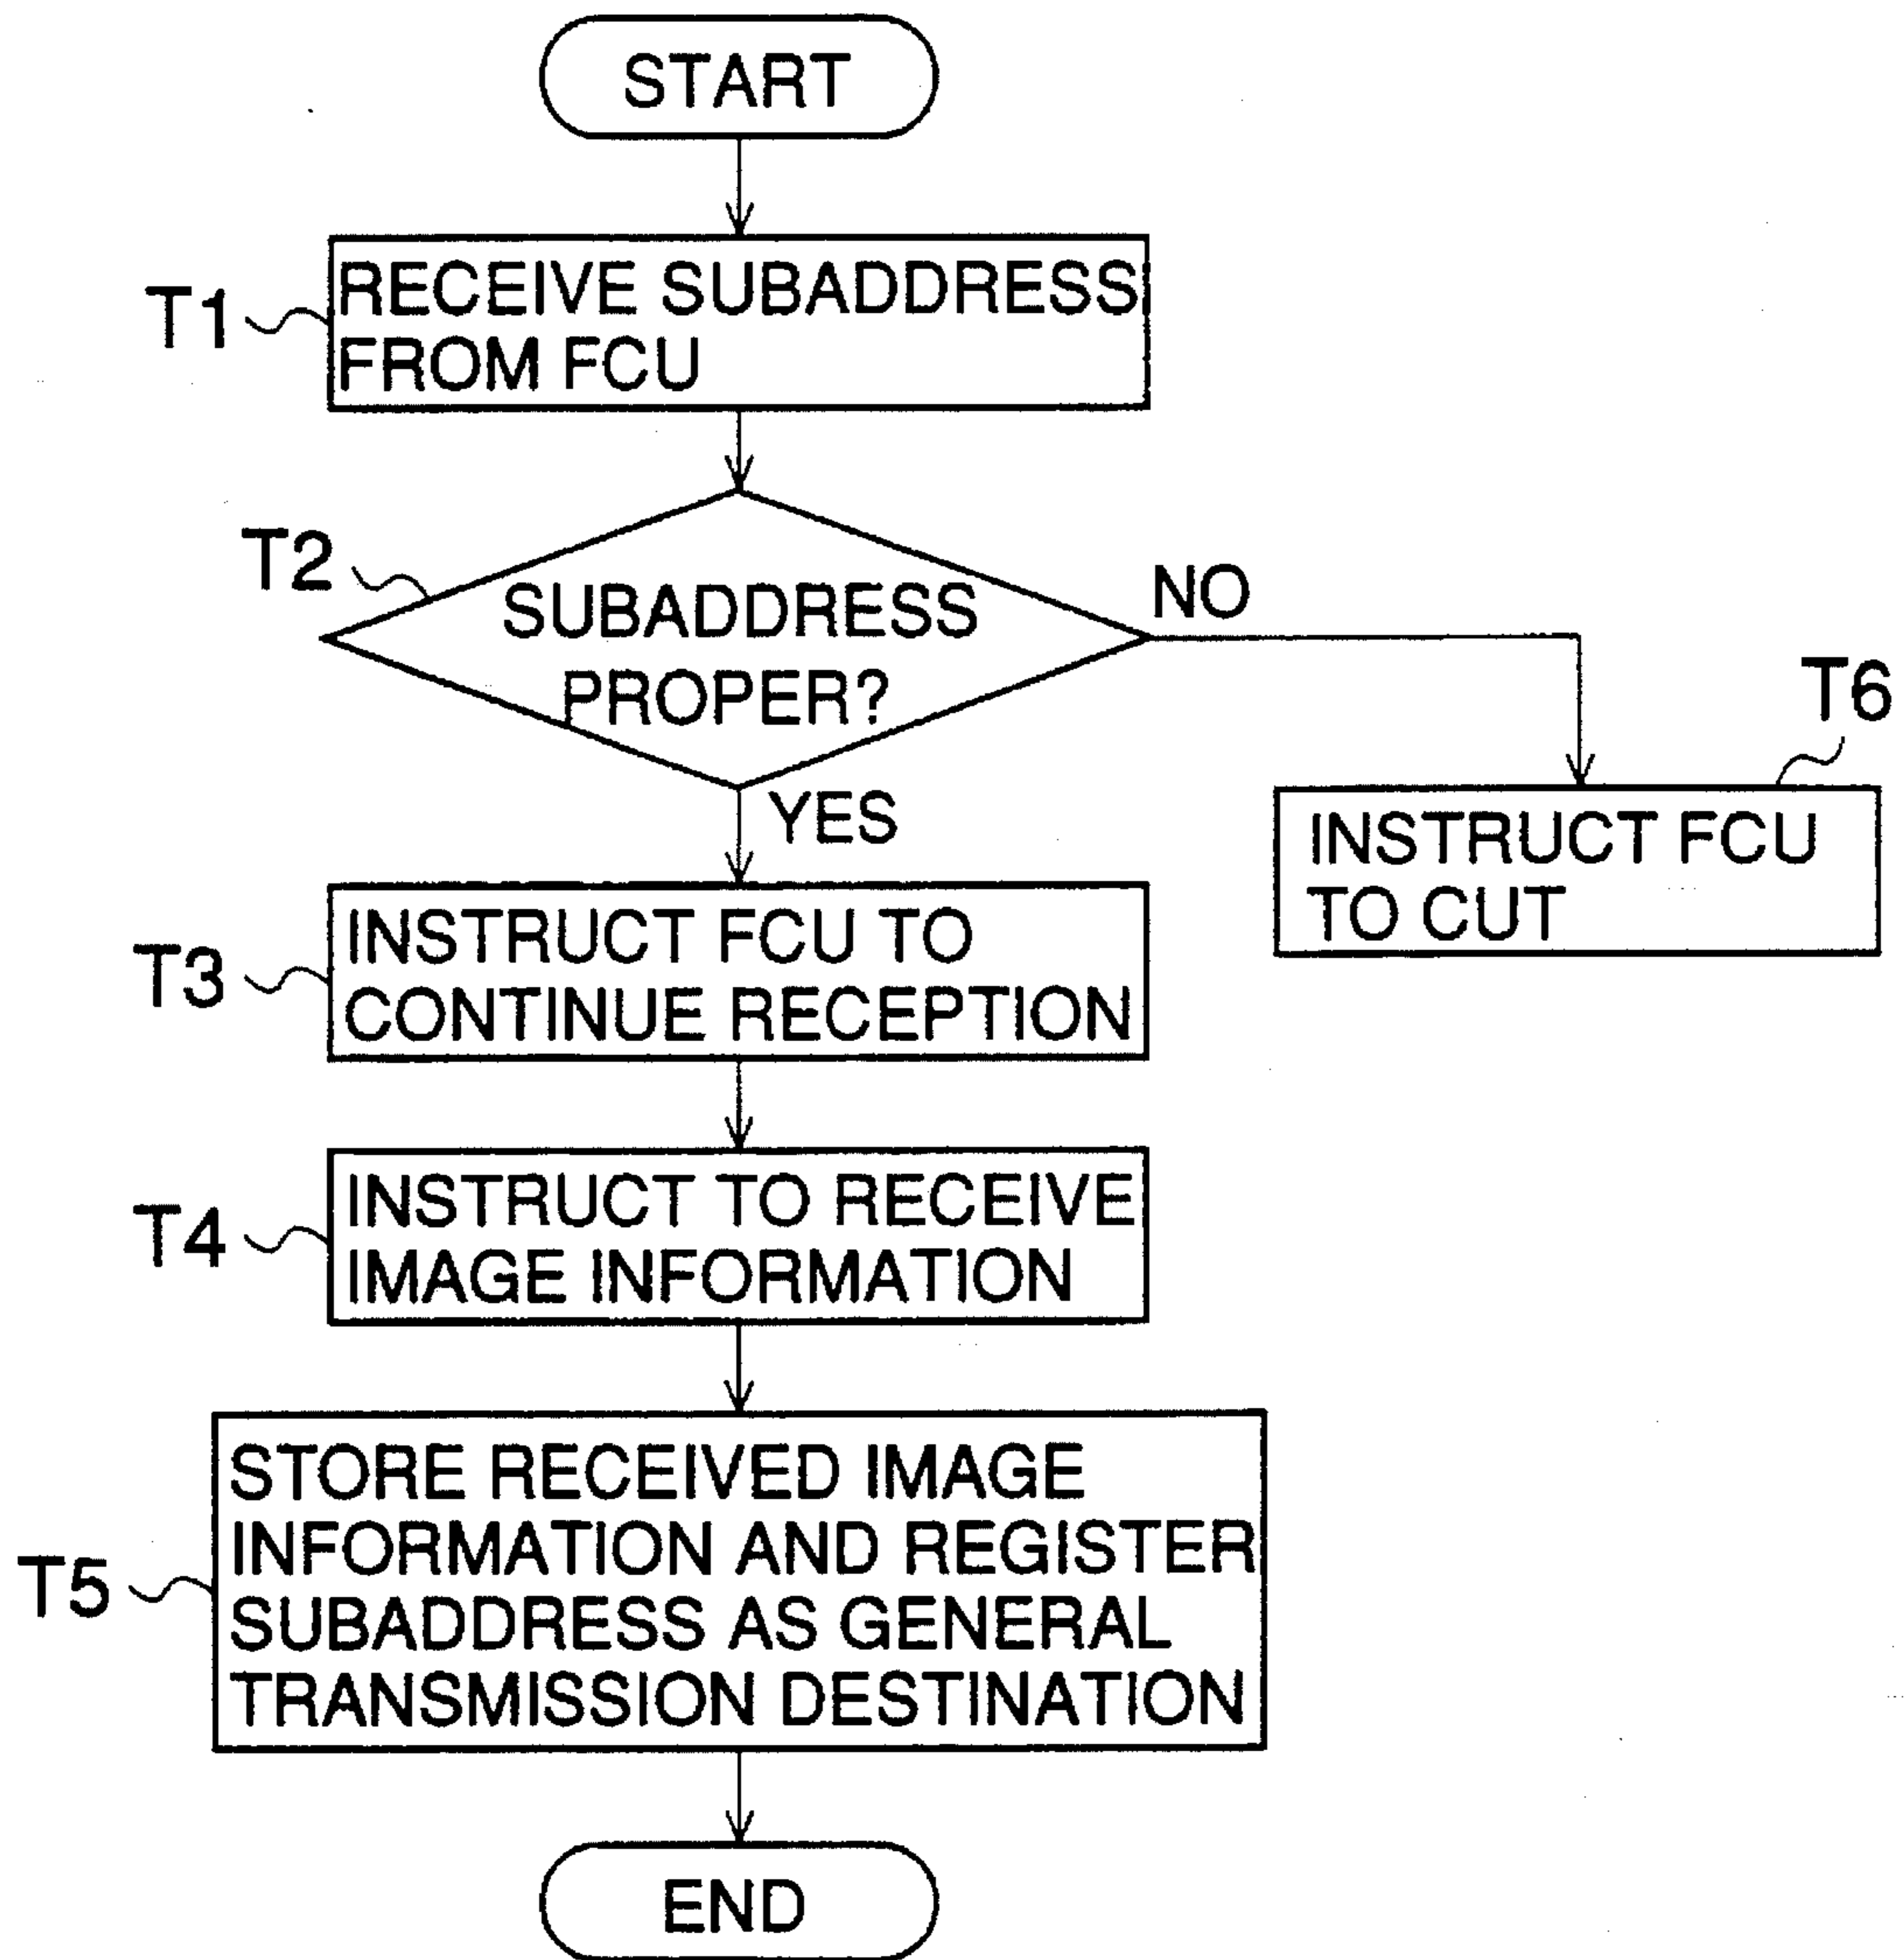 START
T1
RECEIVE SUBADDRESS
FROM FCU
T2
SUBADDRESS
PROPER?
NO
YES
T6
INSTRUCT FCU
TO CUT
T3
INSTRUCT FCU TO
CONTINUE RECEPTION
T4
INSTRUCT TO RECEIVE
IMAGE INFORMATION
T5
STORE RECEIVED IMAGE
INFORMATION AND REGISTER
SUBADDRESS AS GENERAL
TRANSMISSION DESTINATION
END